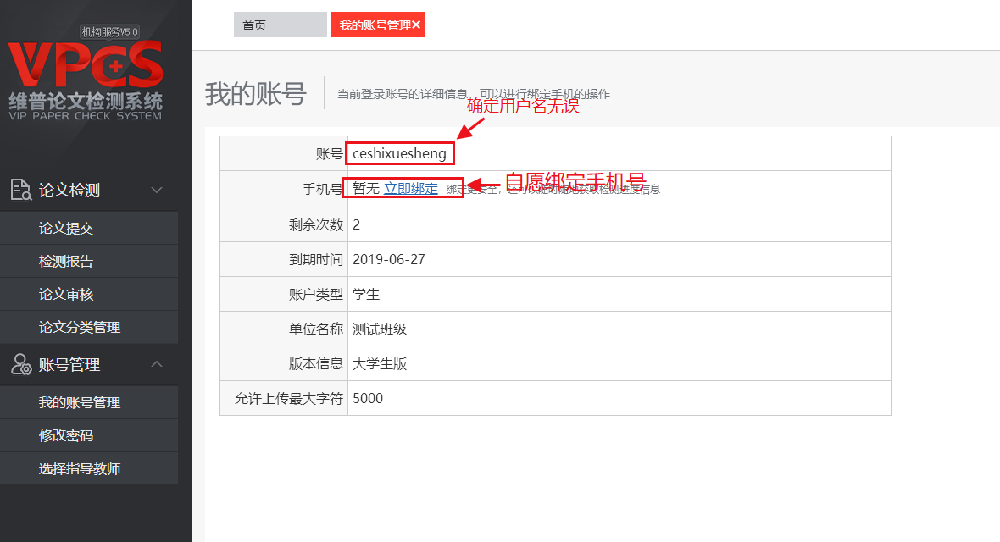 机构服务V5.0
VPCS
维普论文检测系统
VIP PAPER CHECK SYSTEM
论文检测
论文提交
检测报告
论文审核
论文分类管理
账号管理
我的账号管理
修改密码
选择指导教师
首页
我的账号管理×
我的账号
当前登录账号的详细信息，可以进行绑定手机的操作
确定用户名无误
账号 ceshixuesheng
自愿绑定手机号
手机号 暂无 立即绑定 绑定更安全，还可以随时随地获取检测进度信息
剩余次数 2
到期时间 2019-06-27
账户类型 学生
单位名称 测试班级
版本信息 大学生版
允许上传最大字符 5000